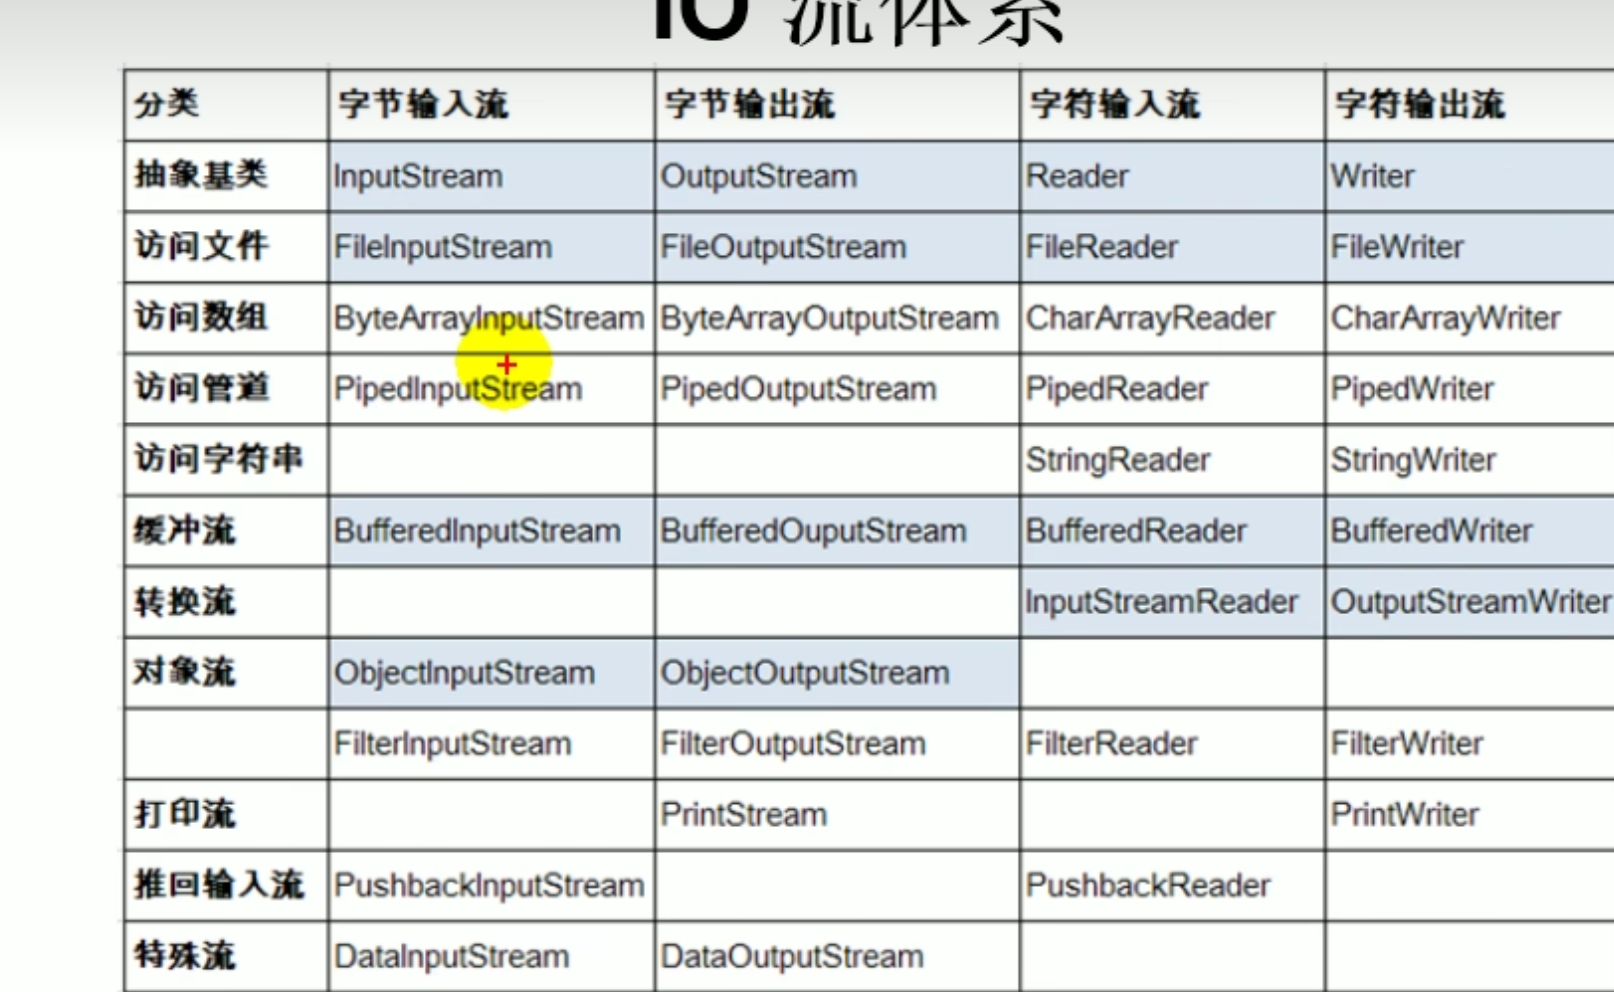 IO 流体系
分类 字节输入流 字节输出流 字符输入流 字符输出流
抽象基类 InputStream OutputStream Reader Writer
访问文件 FileInputStream FileOutputStream FileReader FileWriter
访问数组 ByteArrayInputStream ByteArrayOutputStream CharArrayReader CharArrayWriter
访问管道 PipedInputStream PipedOutputStream PipedReader PipedWriter
访问字符串 StringReader StringWriter
缓冲流 BufferedInputStream BufferedOuputStream BufferedReader BufferedWriter
转换流 InputStreamReader OutputStreamWriter
对象流 ObjectInputStream ObjectOutputStream
FilterInputStream FilterOutputStream FilterReader FilterWriter
打印流 PrintStream PrintWriter
推回输入流 PushbackInputStream PushbackReader
特殊流 DataInputStream DataOutputStream